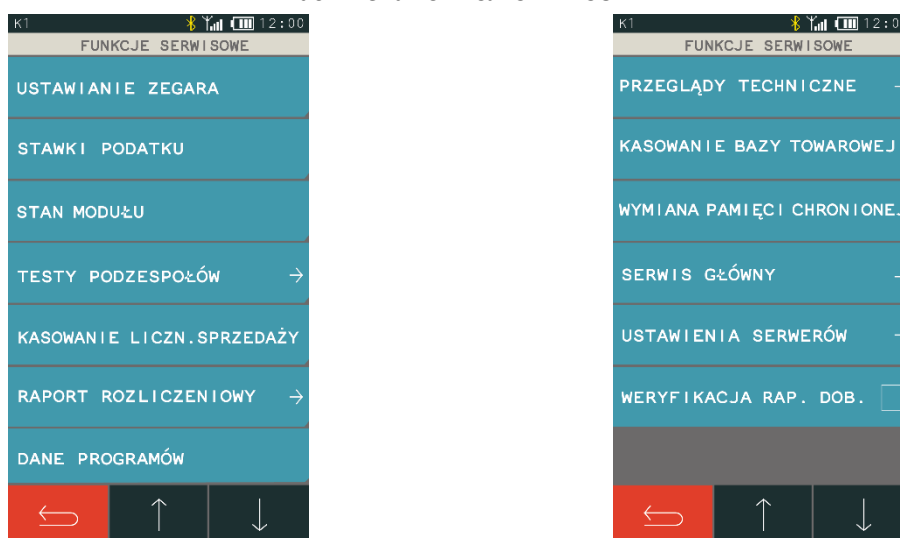 K1 12:00
FUNKCJE SERWISOWE
USTAWIANIE ZEGARA
STAWKI PODATKU
STAN MODUŁU
TESTY PODZESPOŁÓW →
KASOWANIE LICZN.SPRZEDAŻY
RAPORT ROZLICZENIOWY →
DANE PROGRAMÓW
K1 12:0
FUNKCJE SERWISOWE
PRZEGLĄDY TECHNICZNE
KASOWANIE BAZY TOWAROWEJ
WYMIANA PAMIĘCI CHRONIONEJ
SERWIS GŁÓWNY
USTAWIENIA SERWERÓW
WERYFIKACJA RAP. DOB.